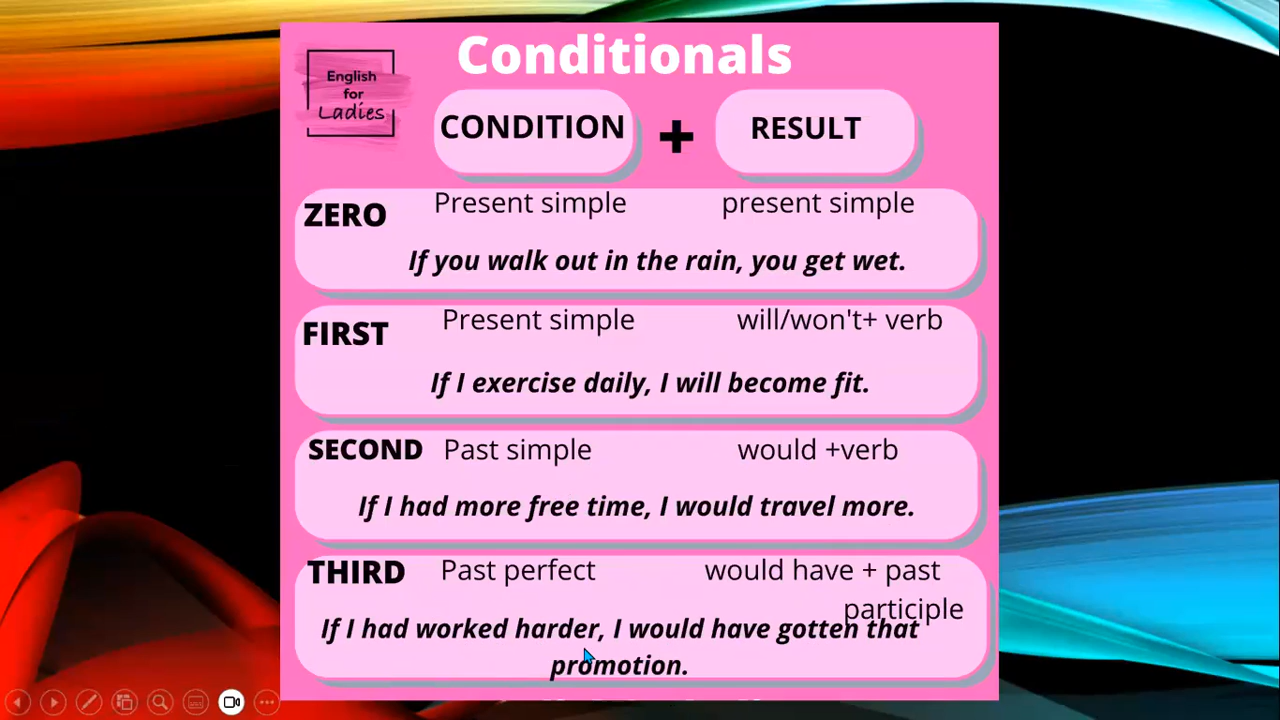 English
for
Ladies
Conditionals
CONDITION + RESULT
ZERO Present simple present simple
If you walk out in the rain, you get wet.
FIRST Present simple will/won't+ verb
If I exercise daily, I will become fit.
SECOND Past simple would +verb
If I had more free time, I would travel more.
THIRD Past perfect would have + past
participle
If I had worked harder, I would have gotten that
promotion.